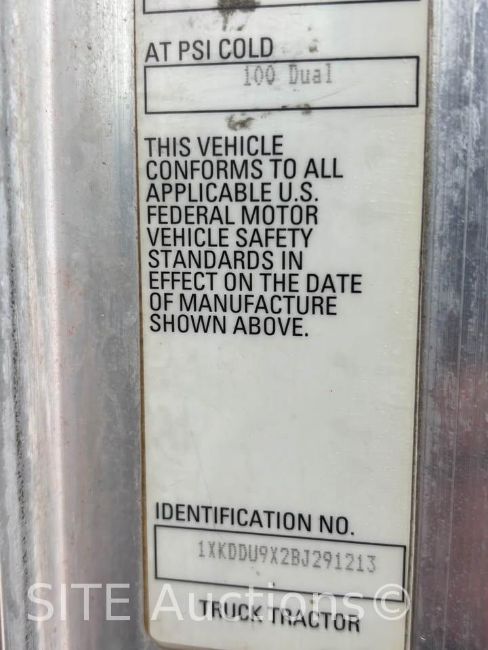 AT PSI COLD
100 Dual
THIS VEHICLE
CONFORMS TO ALL
APPLICABLE U.S.
FEDERAL MOTOR
VEHICLE SAFETY
STANDARDS IN
EFFECT ON THE DATE
OF MANUFACTURE
SHOWN ABOVE.
IDENTIFICATION NO.
1XKDDU9X2BJ291213
SITE Auctions©
TRUCK TRACTOR